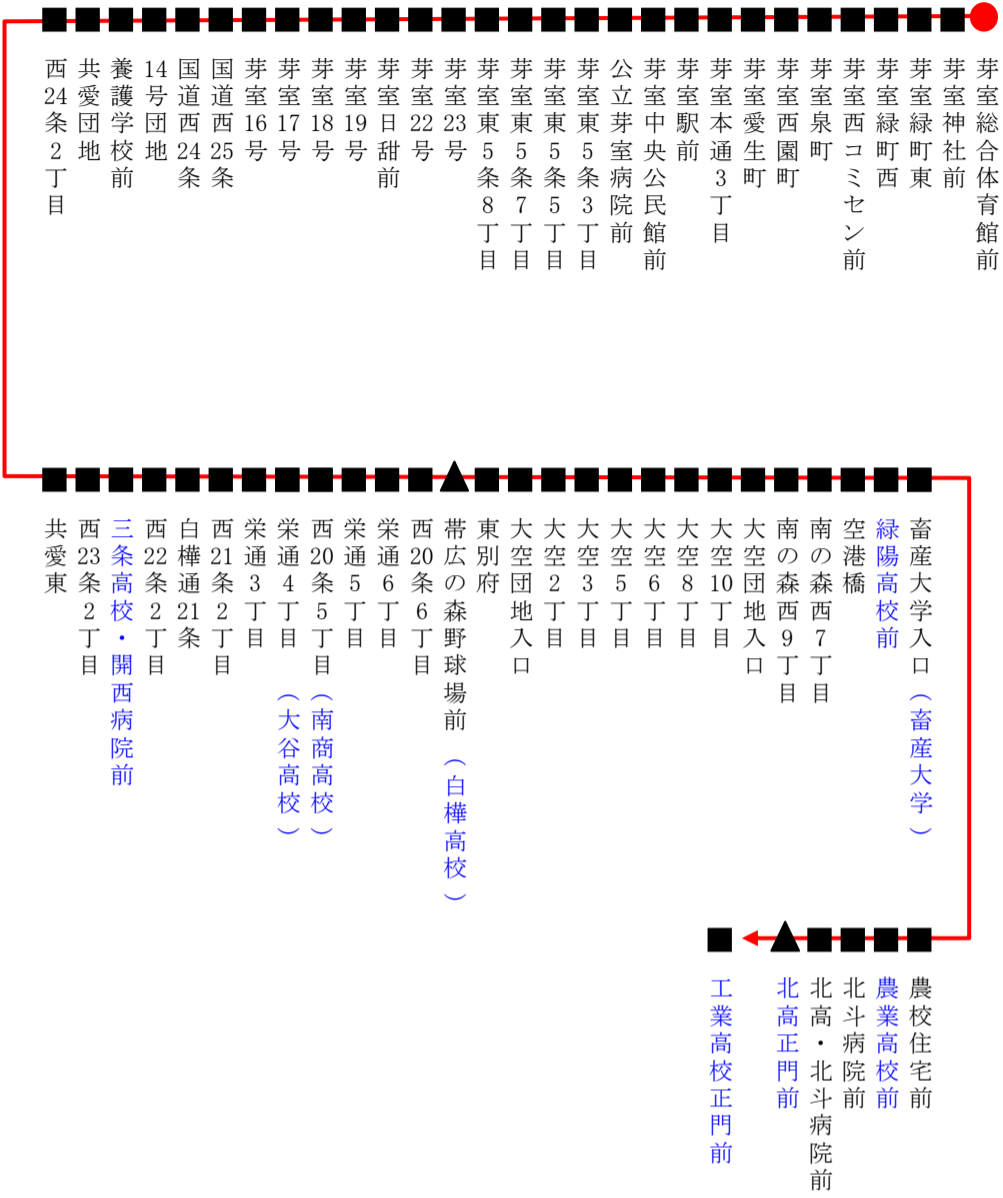 芽室総合体育館前
芽室神社前
芽室緑町東
芽室緑町西
芽室西コミセン前
芽室泉町
芽室西園町
芽室愛生町
芽室本通3丁目
芽室駅前
芽室中央公民館前
公立芽室病院前
芽室東5条3丁目
芽室東5条5丁目
芽室東5条7丁目
芽室東5条8丁目
芽室23号
芽室22号
芽室日甜前
芽室19号
芽室18号
芽室17号
芽室16号
国道西25条
国道西24条
14号団地
養護学校前
共愛団地
西24条2丁目
共愛東
西23条2丁目
三条高校・開西病院前
西22条2丁目
白樺通21条
西21条2丁目
栄通3丁目
栄通4丁目(大谷高校)
西20条5丁目(南商高校)
栄通5丁目
栄通6丁目
西20条6丁目
帯広の森野球場前 (白樺高校)
東別府
大空団地入口
大空2丁目
大空3丁目
大空5丁目
大空6丁目
大空8丁目
大空10丁目
大空団地入口
南の森西9丁目
南の森西7丁目
空港橋
緑陽高校前
畜産大学入口(畜産大学)
農校住宅前
農業高校前
北斗病院前
北高・北斗病院前
北高正門前
工業高校正門前